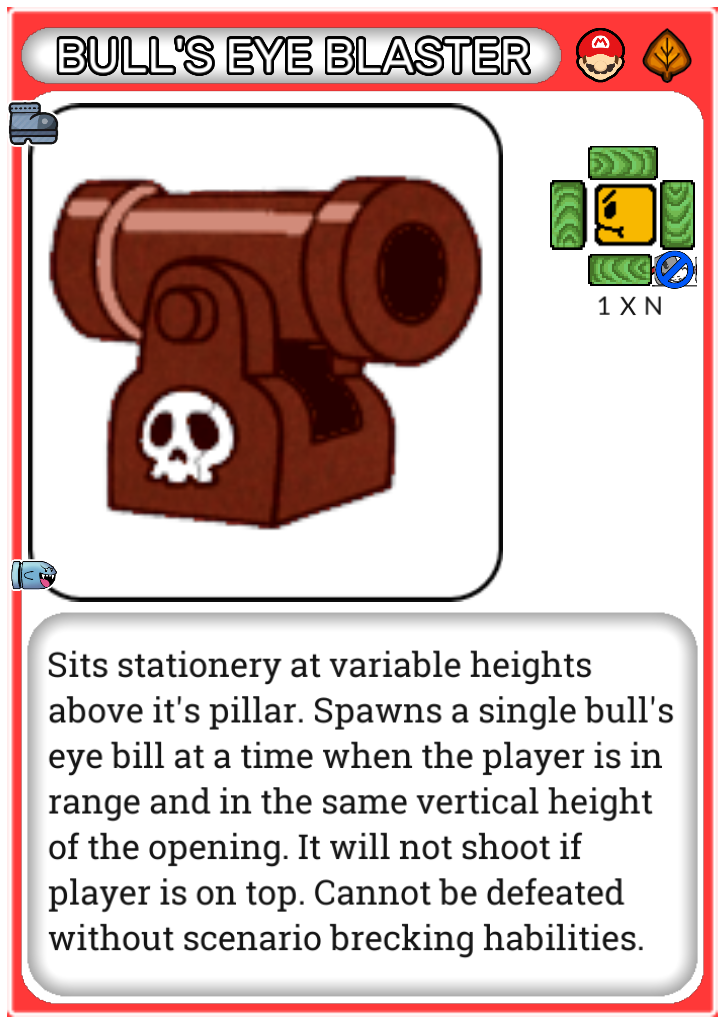 BULL'S EYE BLASTER
M
1 X N
Sits stationery at variable heights
above it's pillar. Spawns a single bull's
eye bill at a time when the player is in
range and in the same vertical height
of the opening. It will not shoot if
player is on top. Cannot be defeated
without scenario brecking habilities.